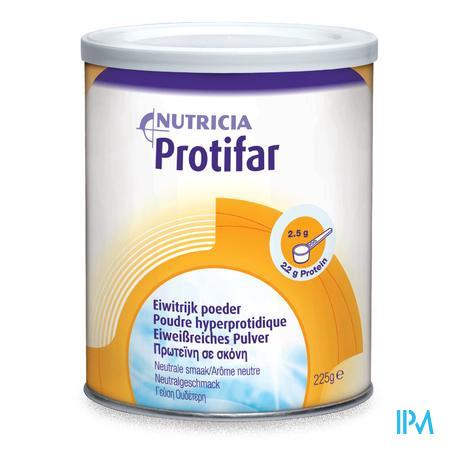 NUTRICIA
Protifar
2.5 g
2.2 g Protein
Eiwitrijk poeder
Poudre hyperprotidique
Eiweißreiches Pulver
Πρωτεΐνη σε σκόνη
Neutrale smaak/Arôme neutre
Neutralgeschmack
Γεύση Ουδέτερη
225g e
IPM